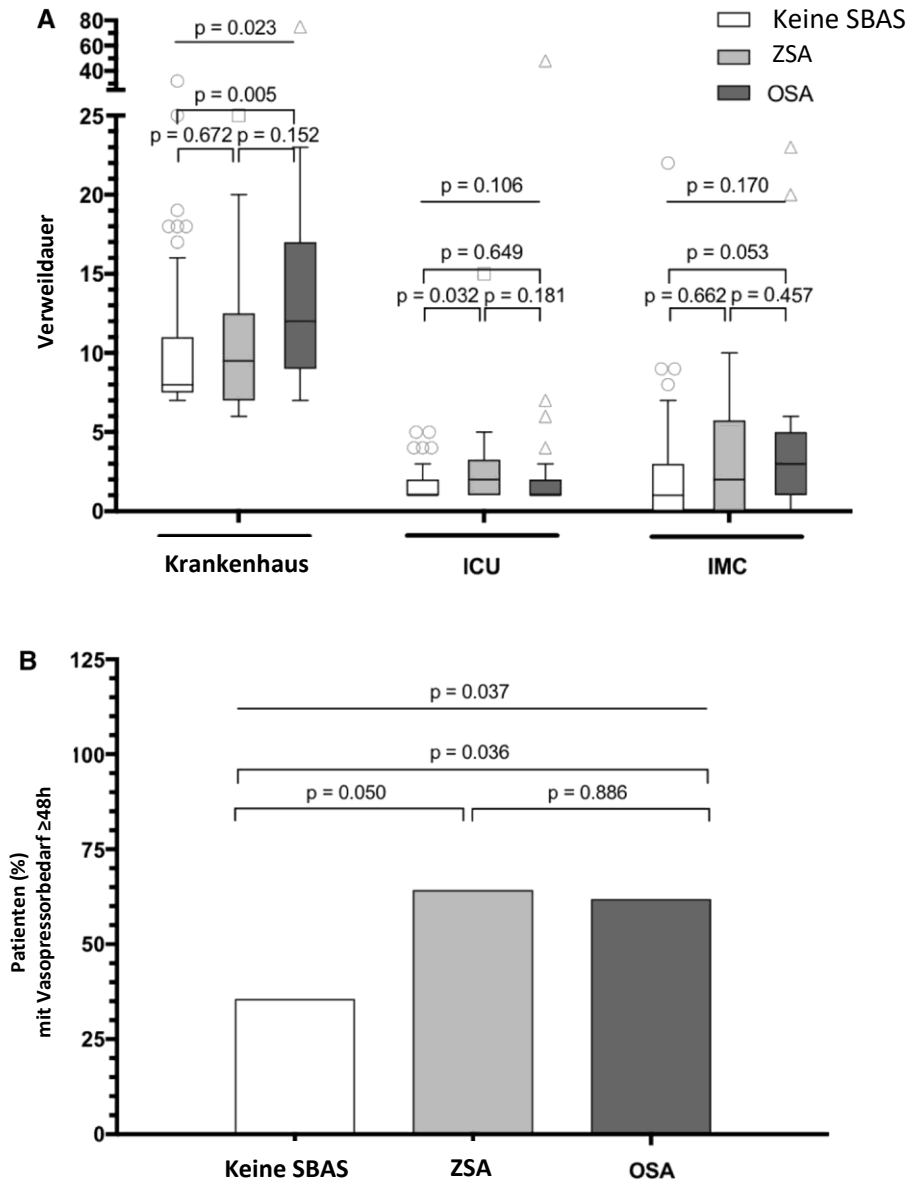 A
80
60
40
25
20
15
10
5
0
Verweildauer
Keine SBAS
ZSA
OSA
p = 0.023
p = 0.005
p = 0.672 p = 0.152
p = 0.106
p = 0.649
p = 0.032 p = 0.181
p = 0.170
p = 0.053
p = 0.662 p = 0.457
Krankenhaus
ICU
IMC
B
125
100
75
50
25
0
Patienten (%)
mit Vasopressorbedarf ≥48h
p = 0.037
p = 0.036
p = 0.050
p = 0.886
Keine SBAS
ZSA
OSA